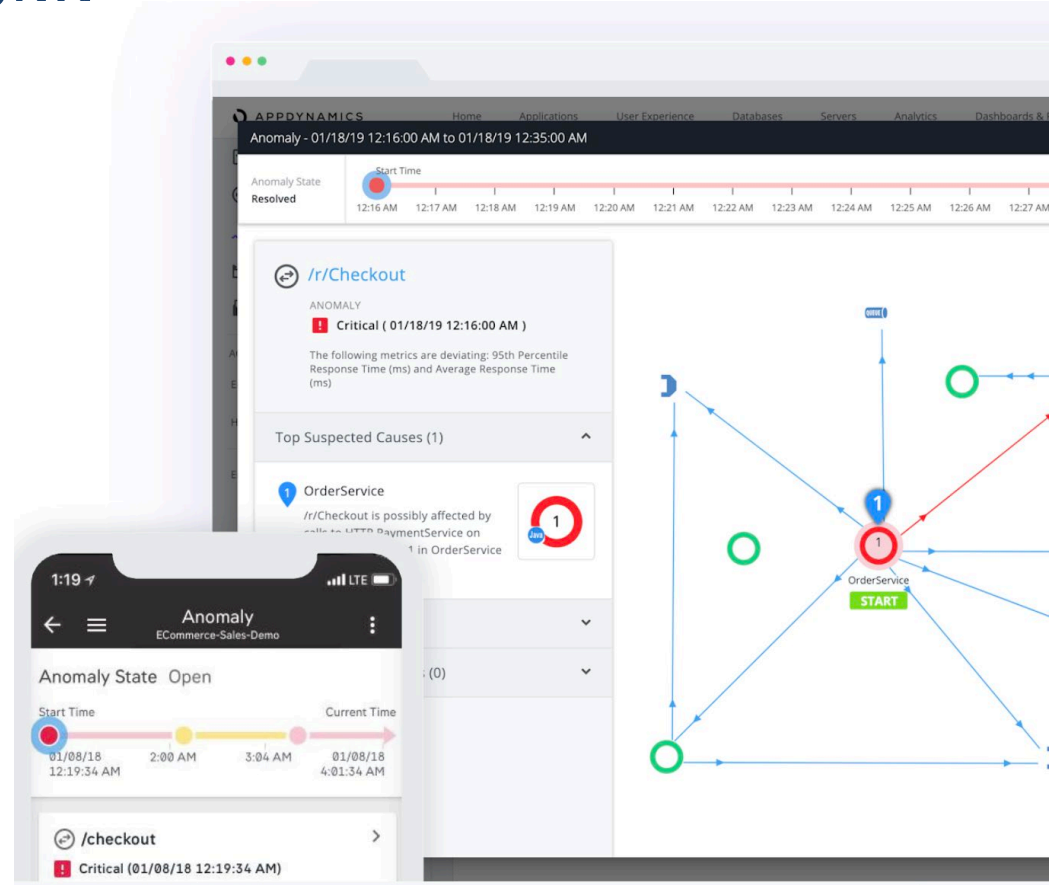 APPDYNAMICS
Home Applications User Experience Databases Servers Analytics Dashboards &
Anomaly - 01/18/19 12:16:00 AM to 01/18/19 12:35:00 AM
Anomaly State
Resolved
Start Time
12:16 AM 12:17 AM 12:18 AM 12:19 AM 12:20 AM 12:21 AM 12:22 AM 12:23 AM 12:24 AM 12:25 AM 12:26 AM 12:27 AM
/r/Checkout
ANOMALY
! Critical ( 01/18/19 12:16:00 AM )
The following metrics are deviating: 95th Percentile
Response Time (ms) and Average Response Time
(ms)
Top Suspected Causes (1)
1 OrderService
/r/Checkout is possibly affected by
calls to HTTP PaymentService on
1 in OrderService
1
Java
(0)
QUEUE
1
1
OrderService
START
1:19
LTE
Anomaly
ECommerce-Sales-Demo
Anomaly State Open
Start Time Current Time
01/08/18 2:00 AM 3:04 AM 01/08/18
12:19:34 AM 4:01:34 AM
/checkout
! Critical (01/08/18 12:19:34 AM)